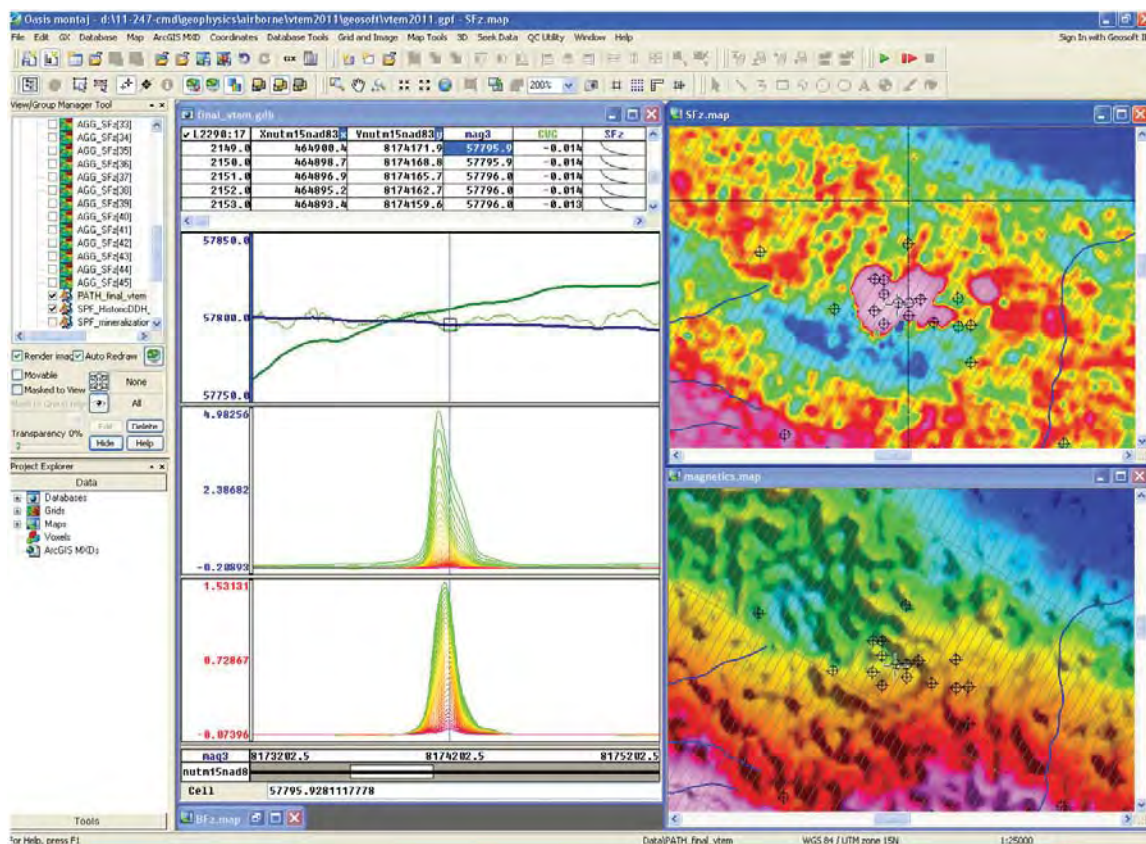 Oasis montaj - d:\11-247-cmd\geophysics\airborne\vtem2011\geosoft\vtem2011.gpf - SFz.map
File Edit GX Database Map ArcGIS MXD Coordinates Database Tools Grid and Image Map Tools 3D Seek Data QC Utility Window Help
Sign In with Geosoft I
GX
200%
View/Group Manager Tool
AGG_SFz[33]
AGG_SFz[34]
AGG_SFz[35]
AGG_SFz[36]
AGG_SFz[37]
AGG_SFz[38]
AGG_SFz[39]
AGG_SFz[40]
AGG_SFz[41]
AGG_SFz[42]
AGG_SFz[43]
AGG_SFz[44]
AGG_SFz[45]
PATH_final_vtem
SPF_HistoricDDH_
SPF_mineralization
Render imag Auto Redraw
Movable
Masked to View
None
All
Transparency 0%
Edit Delete
Hide Help
Project Explorer
Data
Databases
Grids
Maps
Voxels
ArcGIS MXDs
Tools
final_vtem.gdb
L2290:17 Xnutm15nad83 x Ynutm15nad83 y mag3 CVG SFz
2149.0 464900.4 8174171.9 57795.9 -0.014
2150.0 464898.7 8174168.8 57795.9 -0.014
2151.0 464896.9 8174165.7 57796.0 -0.014
2152.0 464895.2 8174162.7 57796.0 -0.014
2153.0 464893.4 8174159.6 57796.0 -0.013
57850.0
57800.0
57750.0
4.98256
2.38682
-0.20893
1.53131
0.72867
-0.07396
mag3 8173202.5 8174202.5 8175202.5
nutm15nad8
Cell 57795.9281117778
BFz.map
SFz.map
magnetics.map
For Help, press F1
Data\PATH_final_vtem
WGS 84 / UTM zone 15N
1:25000